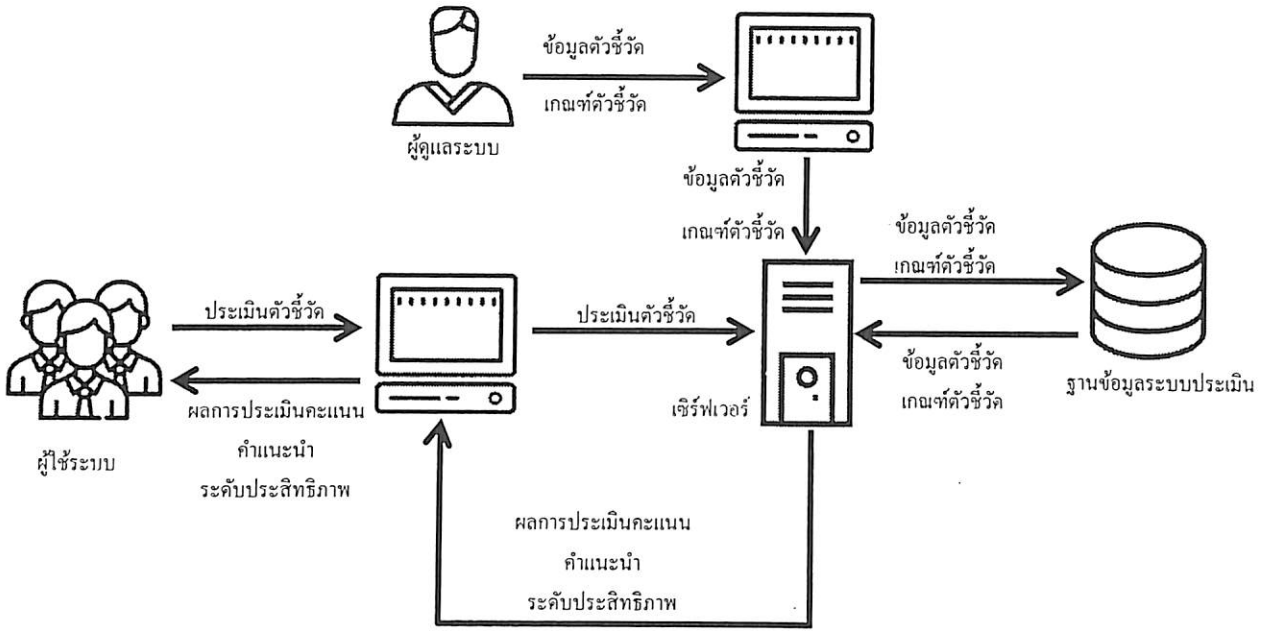 ข้อมูลตัวชี้วัด
เกณฑ์ตัวชี้วัด
ผู้ดูแลระบบ
ข้อมูลตัวชี้วัด
เกณฑ์ตัวชี้วัด
ข้อมูลตัวชี้วัด
เกณฑ์ตัวชี้วัด
ประเมินตัวชี้วัด
ประเมินตัวชี้วัด
ข้อมูลตัวชี้วัด
เกณฑ์ตัวชี้วัด
ฐานข้อมูลระบบประเมิน
เซิร์ฟเวอร์
ผู้ใช้ระบบ
ผลการประเมินคะแนน
คำแนะนำ
ระดับประสิทธิภาพ
ผลการประเมินคะแนน
คำแนะนำ
ระดับประสิทธิภาพ